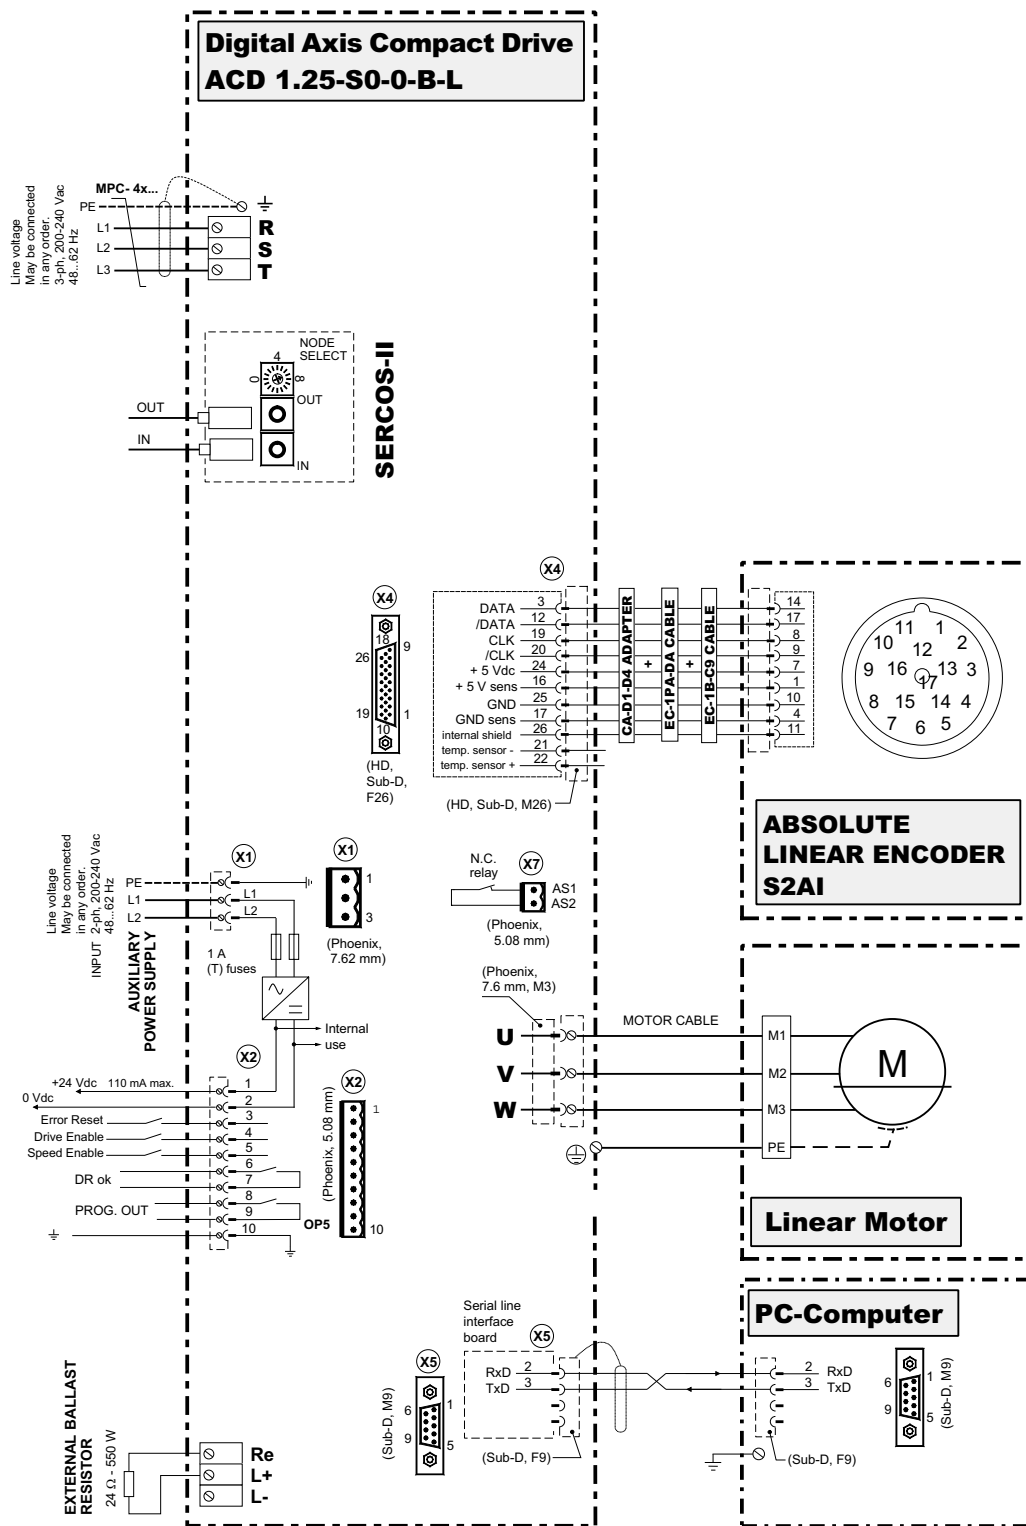 Digital Axis Compact Drive
ACD 1.25-S0-0-B-L
Line voltage
May be connected
in any order.
3-ph, 200-240 Vac
48...62 Hz
MPC- 4x...
PE
L1
L2
L3
R
S
T
NODE
SELECT
4
0
8
OUT
IN
OUT
IN
SERCOS-II
X4
18
9
26
19
1
10
(HD,
Sub-D,
F26)
X4
DATA 3
/DATA 12
CLK 19
/CLK 20
+ 5 Vdc 24
+ 5 V sens 16
GND 25
GND sens 17
internal shield 26
temp. sensor - 21
temp. sensor + 22
(HD, Sub-D, M26)
CA-D1-D4 ADAPTER
+
EC-1PA-DA CABLE
+
EC-1B-C9 CABLE
14
17
8
9
7
1
10
4
11
11 1
10 12 2
9 16 17 13 3
8 15 14 4
7 6 5
ABSOLUTE
LINEAR ENCODER
S2AI
Line voltage
May be connected
in any order.
INPUT 2-ph, 200-240 Vac
48...62 Hz
AUXILIARY
POWER SUPPLY
PE
L1
L2
X1
L1
L2
1 A
(T) fuses
X1
1
3
(Phoenix,
7.62 mm)
Internal
use
N.C.
relay
X7
AS1
AS2
(Phoenix,
5.08 mm)
(Phoenix,
7.6 mm, M3)
U
V
W
MOTOR CABLE
M1
M2
M3
PE
M
Linear Motor
X2
+24 Vdc 110 mA max. 1
0 Vdc 2
Error Reset 3
Drive Enable 4
Speed Enable 5
6
DR ok
7
8
PROG. OUT
9
10
OP5
X2
(Phoenix, 5.08 mm)
1
10
PC-Computer
Serial line
interface
board
X5
RxD 2
TxD 3
X5
(Sub-D, M9)
6
1
9
5
(Sub-D, F9)
2 RxD
3 TxD
(Sub-D, F9)
6
1
9
5
(Sub-D, M9)
EXTERNAL BALLAST
RESISTOR
24 Ω - 550 W
Re
L+
L-